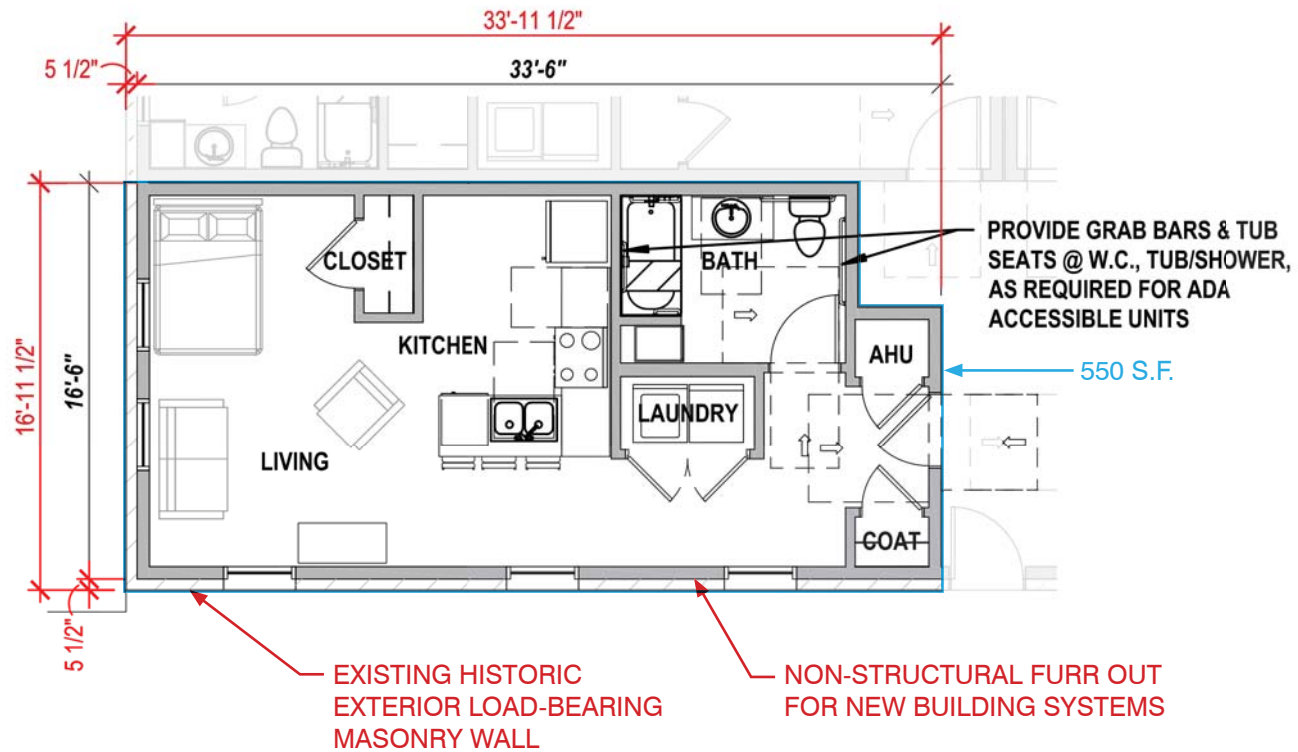 33'-11 1/2"
5 1/2"
33'-6"
PROVIDE GRAB BARS & TUB
SEATS @ W.C., TUB/SHOWER,
AS REQUIRED FOR ADA
ACCESSIBLE UNITS
CLOSET
BATH
KITCHEN
AHU
550 S.F.
16'-11 1/2"
16'-6"
LAUNDRY
LIVING
COAT
5 1/2"
EXISTING HISTORIC
EXTERIOR LOAD-BEARING
MASONRY WALL
NON-STRUCTURAL FURR OUT
FOR NEW BUILDING SYSTEMS